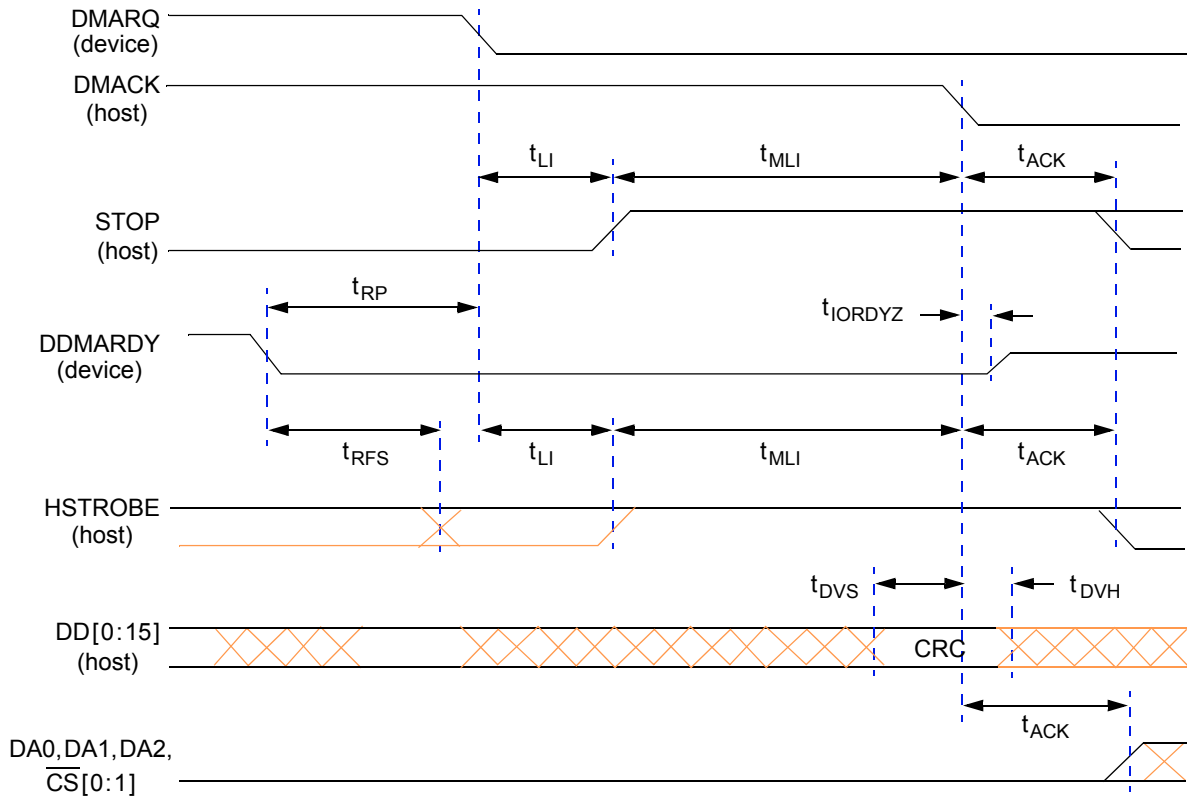 DMARQ
(device)
DMACK
(host)
tLI
tMLI
tACK
STOP
(host)
tRP
tIORDYZ
DDMARDY
(device)
tRFS
tLI
tMLI
tACK
HSTROBE
(host)
tDVS
tDVH
DD[0:15]
(host)
CRC
tACK
DA0,DA1,DA2,
CS[0:1]